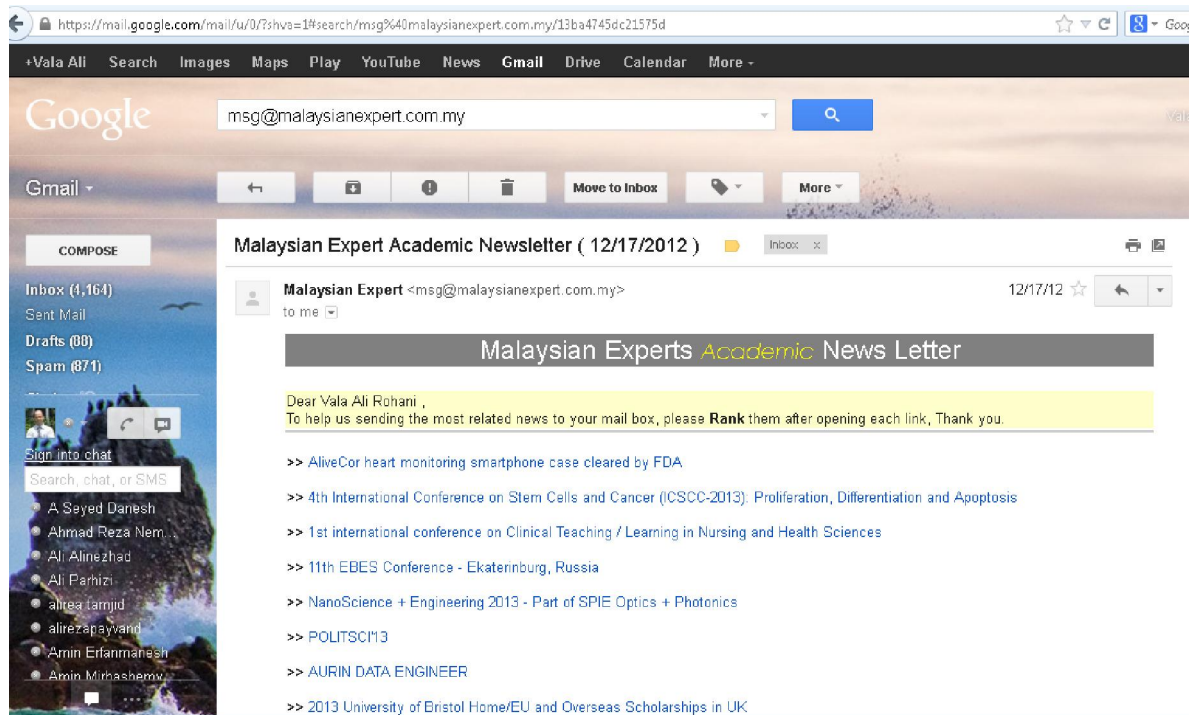 https://mail.google.com/mail/u/0/?shva=1#search/msg%40malaysianexpert.com.my/13ba4745dc21575d
+Vala Ali Search Images Maps Play YouTube News Gmail Drive Calendar More
Google
msg@malaysianexpert.com.my
Gmail
Move to Inbox
More
COMPOSE
Malaysian Expert Academic Newsletter ( 12/17/2012 )
Inbox x
Inbox (4,164)
Sent Mail
Drafts (88)
Spam (871)
Malaysian Expert <msg@malaysianexpert.com.my>
12/17/12
to me
Malaysian Experts Academic News Letter
Dear Vala Ali Rohani ,
To help us sending the most related news to your mail box, please Rank them after opening each link, Thank you.
Sign into chat
Search, chat, or SMS
A Seyed Danesh
Ahmad Reza Nem...
Ali Alinezhad
Ali Parhizi
alirea tamjid
alirezapayvand
Amin Erfanmanesh
Amin Mirhashemy
>> AliveCor heart monitoring smartphone case cleared by FDA
>> 4th International Conference on Stem Cells and Cancer (ICSCC-2013): Proliferation, Differentiation and Apoptosis
>> 1st international conference on Clinical Teaching / Learning in Nursing and Health Sciences
>> 11th EBES Conference - Ekaterinburg, Russia
>> NanoScience + Engineering 2013 - Part of SPIE Optics + Photonics
>> POLITSCI'13
>> AURIN DATA ENGINEER
>> 2013 University of Bristol Home/EU and Overseas Scholarships in UK